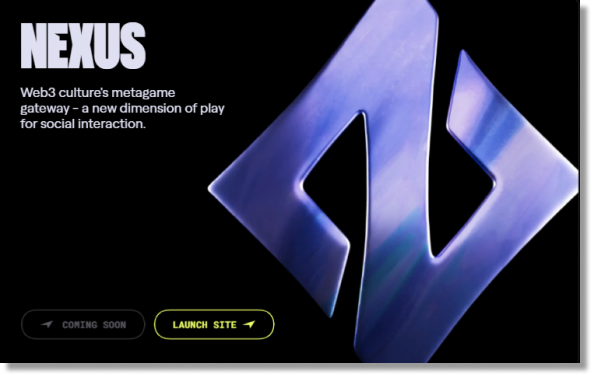 NEXUS
Web3 culture's metagame
gateway – a new dimension of play
for social interaction.
COMING SOON
LAUNCH SITE